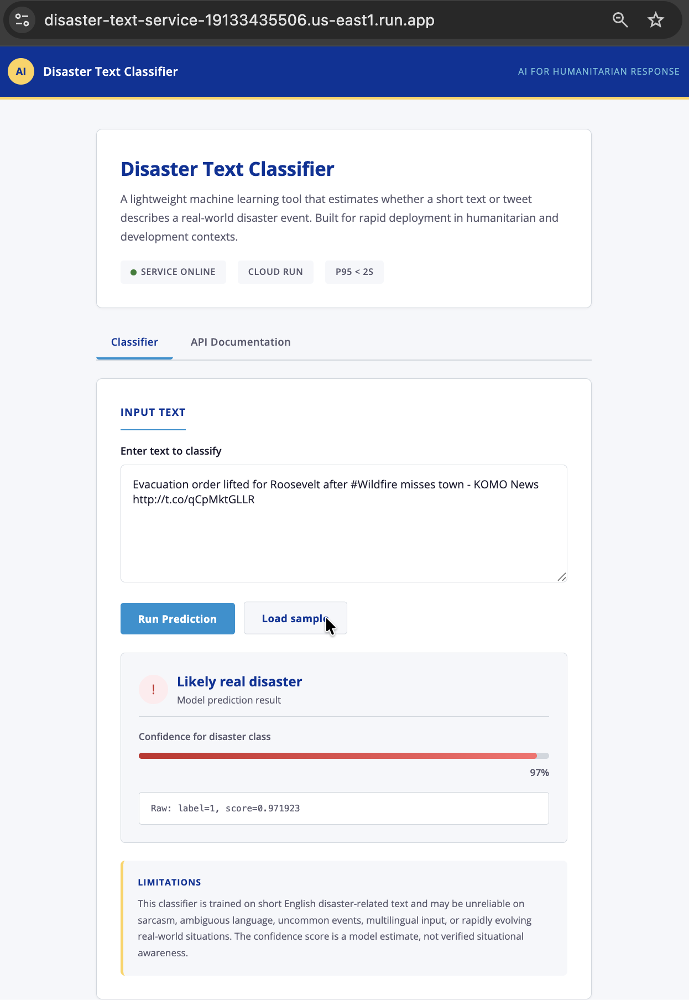 disaster-text-service-19133435506.us-east1.run.app
AI
Disaster Text Classifier
AI FOR HUMANITARIAN RESPONSE
Disaster Text Classifier
A lightweight machine learning tool that estimates whether a short text or tweet
describes a real-world disaster event. Built for rapid deployment in humanitarian and
development contexts.
SERVICE ONLINE
CLOUD RUN
P95 < 2S
Classifier
API Documentation
INPUT TEXT
Enter text to classify
Evacuation order lifted for Roosevelt after #Wildfire misses town - KOMO News
http://t.co/qCpMktGLLR
Run Prediction
Load sample
!
Likely real disaster
Model prediction result
Confidence for disaster class
97%
Raw: label=1, score=0.971923
LIMITATIONS
This classifier is trained on short English disaster-related text and may be unreliable on
sarcasm, ambiguous language, uncommon events, multilingual input, or rapidly evolving
real-world situations. The confidence score is a model estimate, not verified situational
awareness.